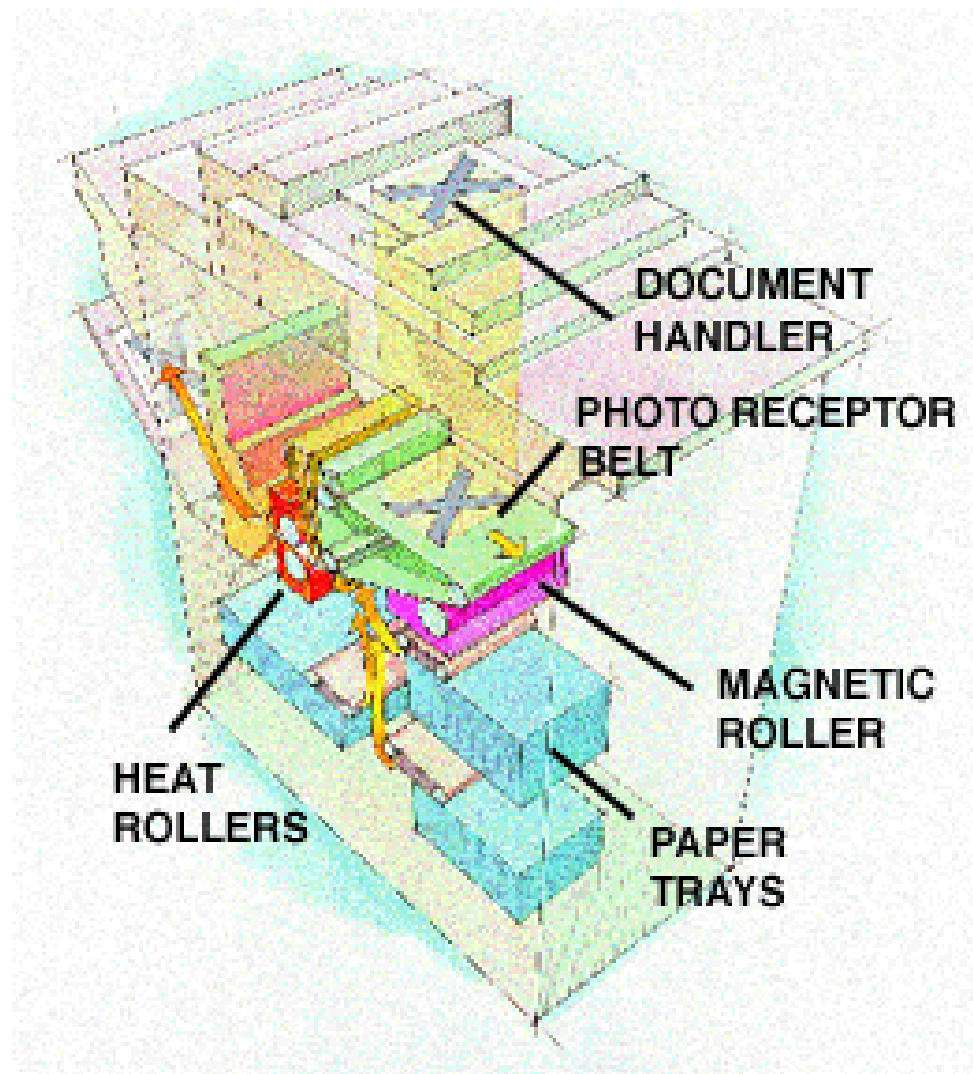 DOCUMENT
HANDLER
PHOTO RECEPTOR
BELT
MAGNETIC
ROLLER
HEAT
ROLLERS
PAPER
TRAYS